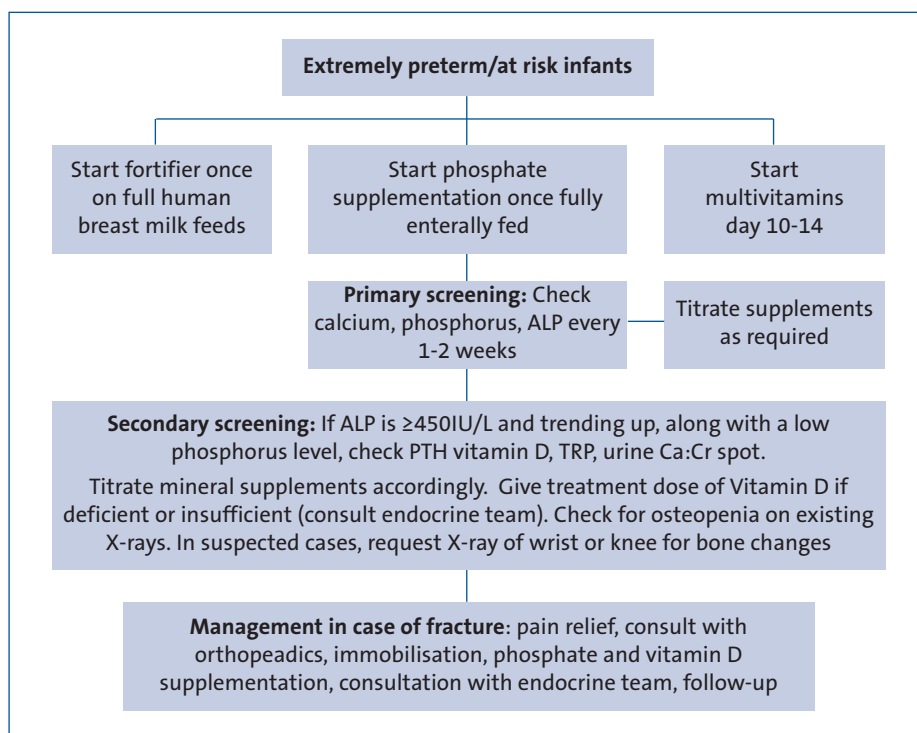 Extremely preterm/at risk infants
Start fortifier once
on full human
breast milk feeds
Start phosphate
supplementation once fully
enterally fed
Start
multivitamins
day 10-14
Primary screening: Check
calcium, phosphorus, ALP every
1-2 weeks
Titrate supplements
as required
Secondary screening: If ALP is ≥450IU/L and trending up, along with a low
phosphorus level, check PTH vitamin D, TRP, urine Ca:Cr spot.
Titrate mineral supplements accordingly. Give treatment dose of Vitamin D if
deficient or insufficient (consult endocrine team). Check for osteopenia on existing
X-rays. In suspected cases, request X-ray of wrist or knee for bone changes
Management in case of fracture: pain relief, consult with
orthopeadics, immobilisation, phosphate and vitamin D
supplementation, consultation with endocrine team, follow-up